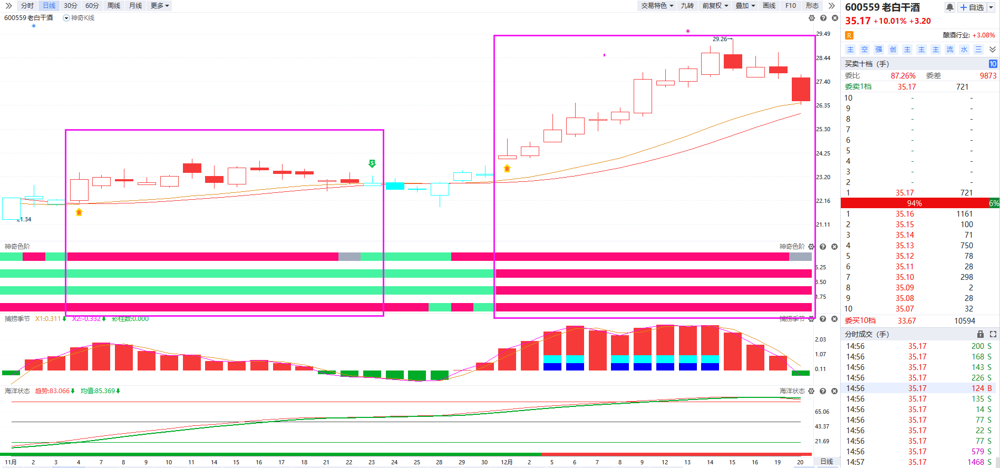 分时 日线 30分 60分 周线 月线 更多 交易特色 九转 前复权 叠加 画线 F10 形态
600559 老白干酒 神奇K线
29.49
28.44
27.40
26.35
25.30
24.25
23.20
22.16
21.11
29.26
21.34
S
B
B
神奇色阶 神奇色阶
5.25
3.50
1.75
捕捞季节 X1:0.311 X2:-0.332 彩柱数:0.000 捕捞季节
2.03
1.07
0.11
海洋状态 趋势:83.066 均值:85.369 海洋状态
65.06
43.37
21.69
11月 2 3 4 7 8 9 10 11 14 15 16 17 18 21 22 23 24 25 28 29 30 12月 2 5 6 7 8 9 12 13 14 15 16 19 20 日线
600559 老白干酒 自选
35.17 +10.01% +3.20
R 酿酒行业: +3.08%
主 空 强 创 主 主 主 流 水 三
买卖十档 (手) 10
委比 87.26% 委差 9873
委卖1档 35.17 721
10 - -
9 - -
8 - -
7 - -
6 - -
5 - -
4 - -
3 - -
2 - -
1 35.17 721
94% 6%
1 35.16 1161
2 35.15 100
3 35.14 71
4 35.13 750
5 35.12 78
6 35.11 28
7 35.10 298
8 35.09 2
9 35.08 28
10 35.07 32
委买10档 33.67 10594
分时成交 (手)
14:56 35.17 200 S
14:56 35.17 168 S
14:56 35.17 143 S
14:56 35.17 226 S
14:56 35.17 124 B
14:56 35.17 135 S
14:56 35.17 14 S
14:56 35.17 77 S
14:56 35.17 22 S
14:56 35.17 77 S
14:56 35.17 579 S
14:57 35.17 1468 S